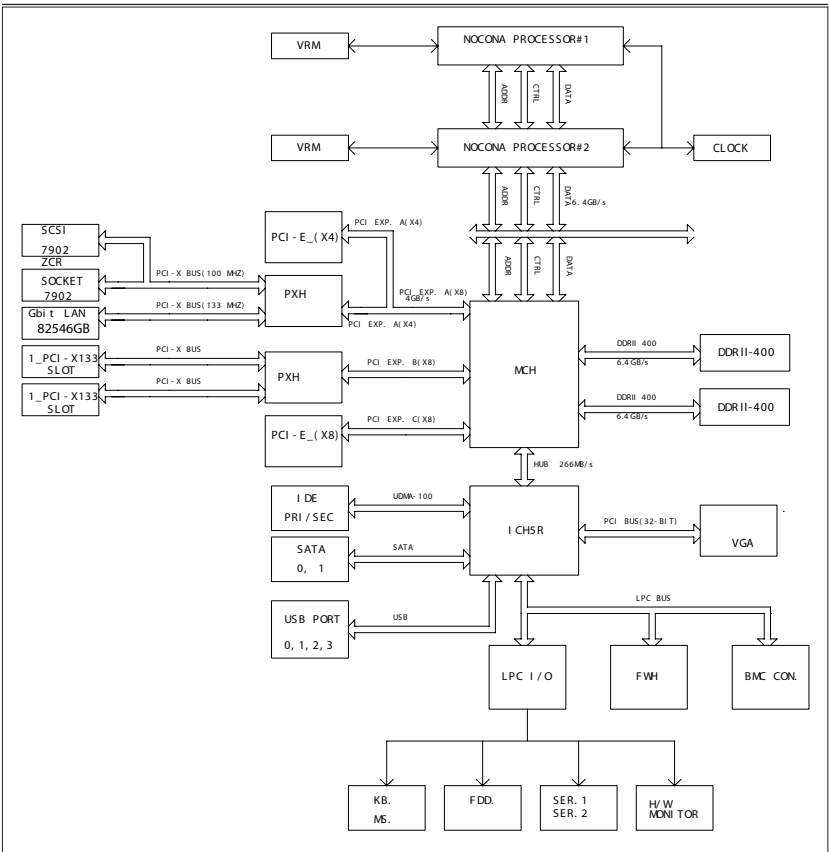 VRM
NOCONA PROCESSOR#1
ADDR
CTRL
DATA
VRM
NOCONA PROCESSOR#2
CLOCK
ADDR
CTRL
DATA
6.4GB/s
SCSI
7902
ZCR
SOCKET
7902
PCI-E_(X4)
PCI EXP. A(X4)
ADDR
CTRL
DATA
PCI-X BUS(100 MHZ)
PXH
PCI EXP. A(X8)
4GB/s
PCI EXP. A(X4)
Gbit LAN
82546GB
PCI-X BUS(133 MHZ)
1_PCI-X133
SLOT
PCI-X BUS
PXH
PCI EXP. B(X8)
MCH
DDRII 400
6.4GB/s
DDRII-400
1_PCI-X133
SLOT
PCI-X BUS
DDRII 400
6.4GB/s
DDRII-400
PCI-E_(X8)
PCI EXP. C(X8)
HUB 266MB/s
IDE
PRI/SEC
UDMA-100
ICH5R
PCI BUS(32-BIT)
VGA
SATA
0, 1
SATA
USB PORT
0,1,2,3
USB
LPC BUS
LPC I/O
FWH
BMC CON.
KB.
MS.
FDD.
SER.1
SER.2
H/W
MONITOR